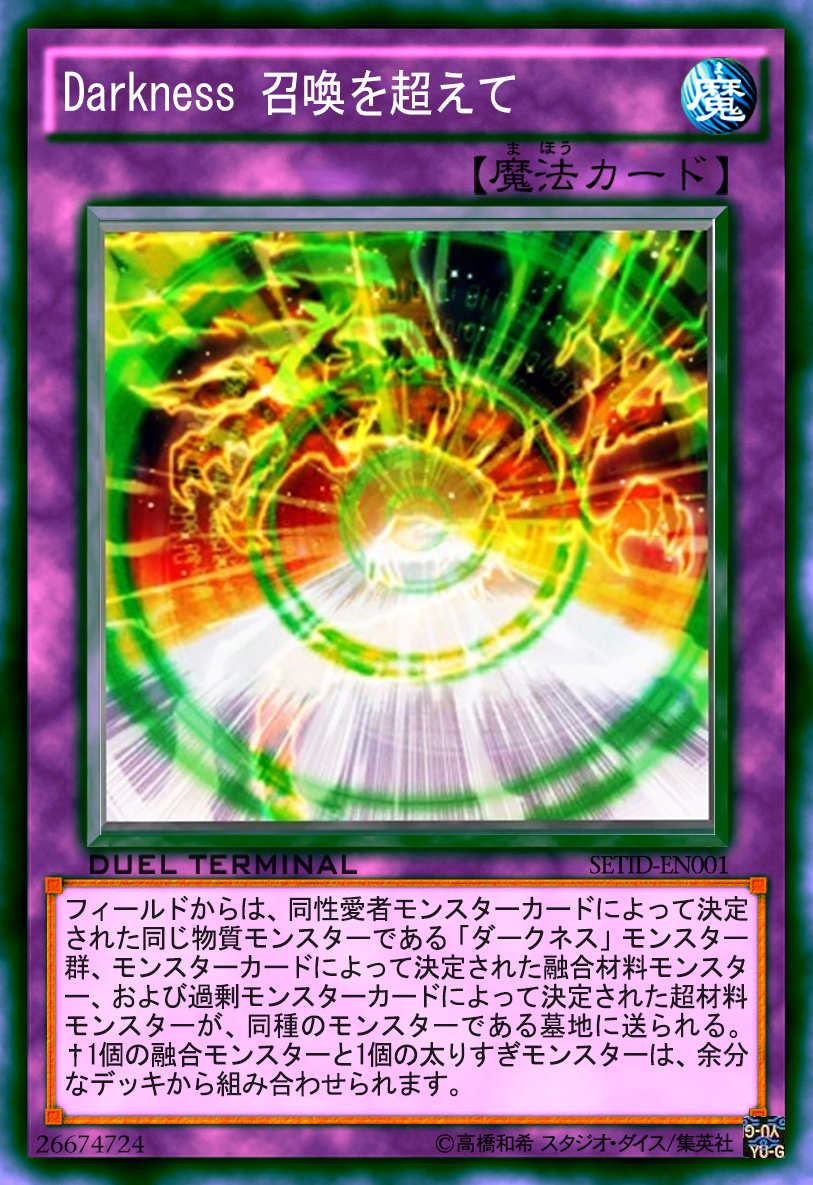 Darkness 召喚を超えて
魔
ま ほう
【魔法カード】
DUEL TERMINAL
SETID-EN001
フィールドからは、同性愛者モンスターカードによって決定
された同じ物質モンスターである「ダークネス」モンスター
群、モンスターカードによって決定された融合材料モンスタ
ー、および過剰モンスターカードによって決定された超材料
モンスターが、同種のモンスターである墓地に送られる。
†1個の融合モンスターと1個の太りすぎモンスターは、余分
なデッキから組み合わせられます。
26674724
©高橋和希 スタジオ・ダイス/集英社
YU-G
YU-G